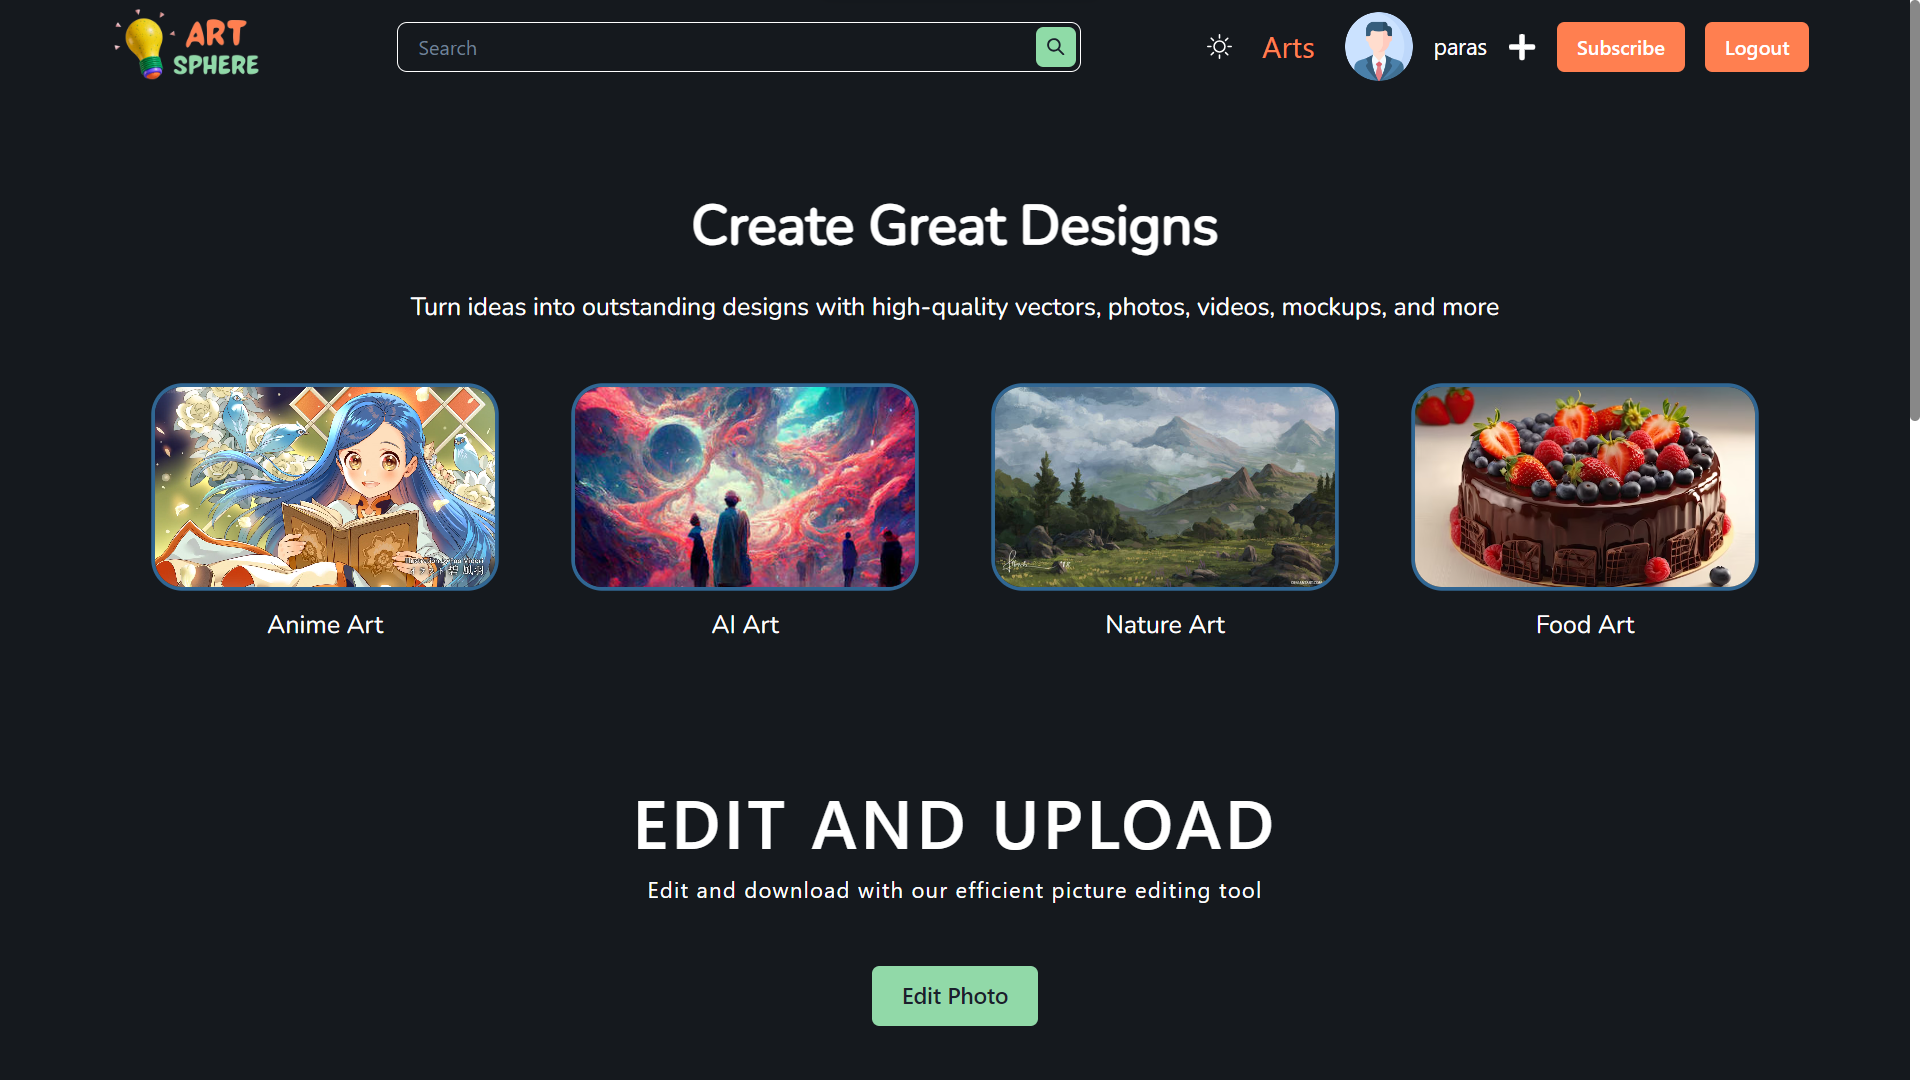 ART
SPHERE
Search
Arts
paras
Subscribe
Logout
Create Great Designs
Turn ideas into outstanding designs with high-quality vectors, photos, videos, mockups, and more
Anime Art
AI Art
Nature Art
Food Art
EDIT AND UPLOAD
Edit and download with our efficient picture editing tool
Edit Photo